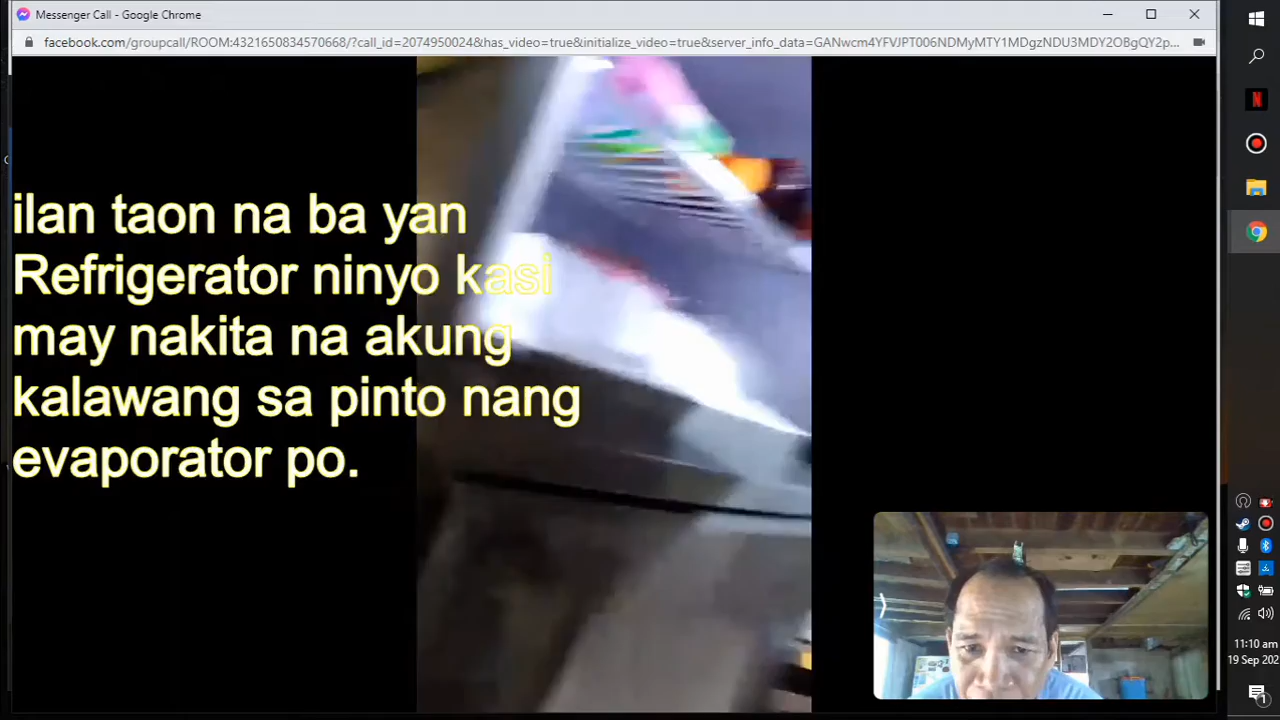 Messenger Call - Google Chrome
facebook.com/groupcall/ROOM:4321650834570668/?call_id=2074950024&has_video=true&initialize_video=true&server_info_data=GANwcm4YFVJPT006NDMyMTY1MDgzNDU3MDY2OBgQY2p...
ilan taon na ba yan
Refrigerator ninyo kasi
may nakita na akung
kalawang sa pinto nang
evaporator po.
N
11:10 am
19 Sep 202
1